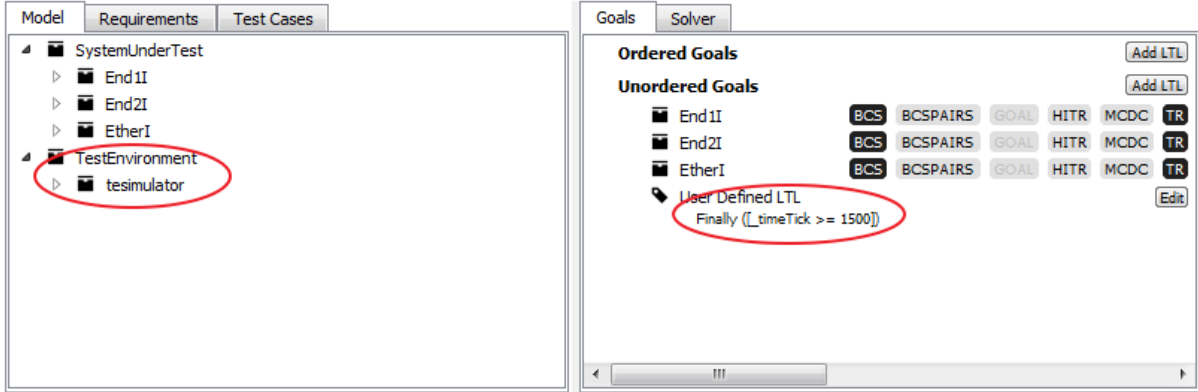 Model Requirements Test Cases
SystemUnderTest
End1I
End2I
EtherI
TestEnvironment
tesimulator
Goals Solver
Ordered Goals Add LTL
Unordered Goals Add LTL
End1I BCS BCSPAIRS GOAL HITR MCDC TR
End2I BCS BCSPAIRS GOAL HITR MCDC TR
EtherI BCS BCSPAIRS GOAL HITR MCDC TR
User Defined LTL Edit
Finally ([_timeTick >= 1500])